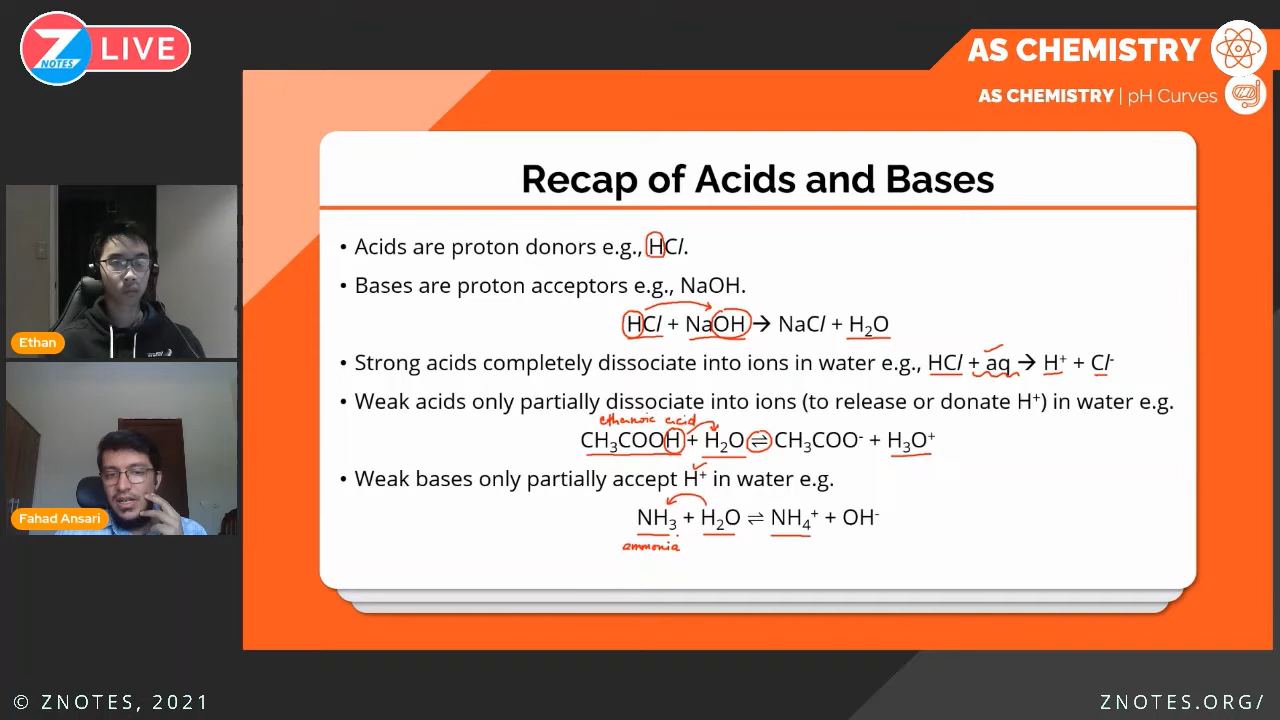 Z NOTES LIVE
AS CHEMISTRY
AS CHEMISTRY | pH Curves
Recap of Acids and Bases
• Acids are proton donors e.g., HCl.
• Bases are proton acceptors e.g., NaOH.
HCl + NaOH → NaCl + H₂O
• Strong acids completely dissociate into ions in water e.g., HCl + aq → H⁺ + Cl⁻
• Weak acids only partially dissociate into ions (to release or donate H⁺) in water e.g.
ethanoic acid
CH₃COOH + H₂O ⇌ CH₃COO⁻ + H₃O⁺
• Weak bases only partially accept H⁺ in water e.g.
NH₃ + H₂O ⇌ NH₄⁺ + OH⁻
ammonia
Ethan
Fahad Ansari
© ZNOTES, 2021
ZNOTES.ORG/